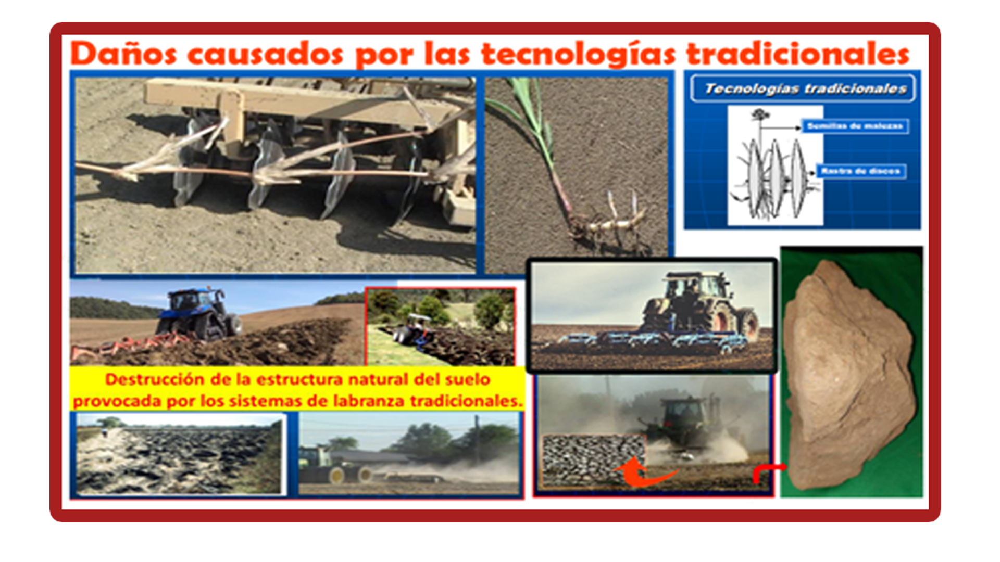 Daños causados por las tecnologías tradicionales
Tecnologías tradicionales
Semillas de malezas
Rastra de discos
Destrucción de la estructura natural del suelo
provocada por los sistemas de labranza tradicionales.